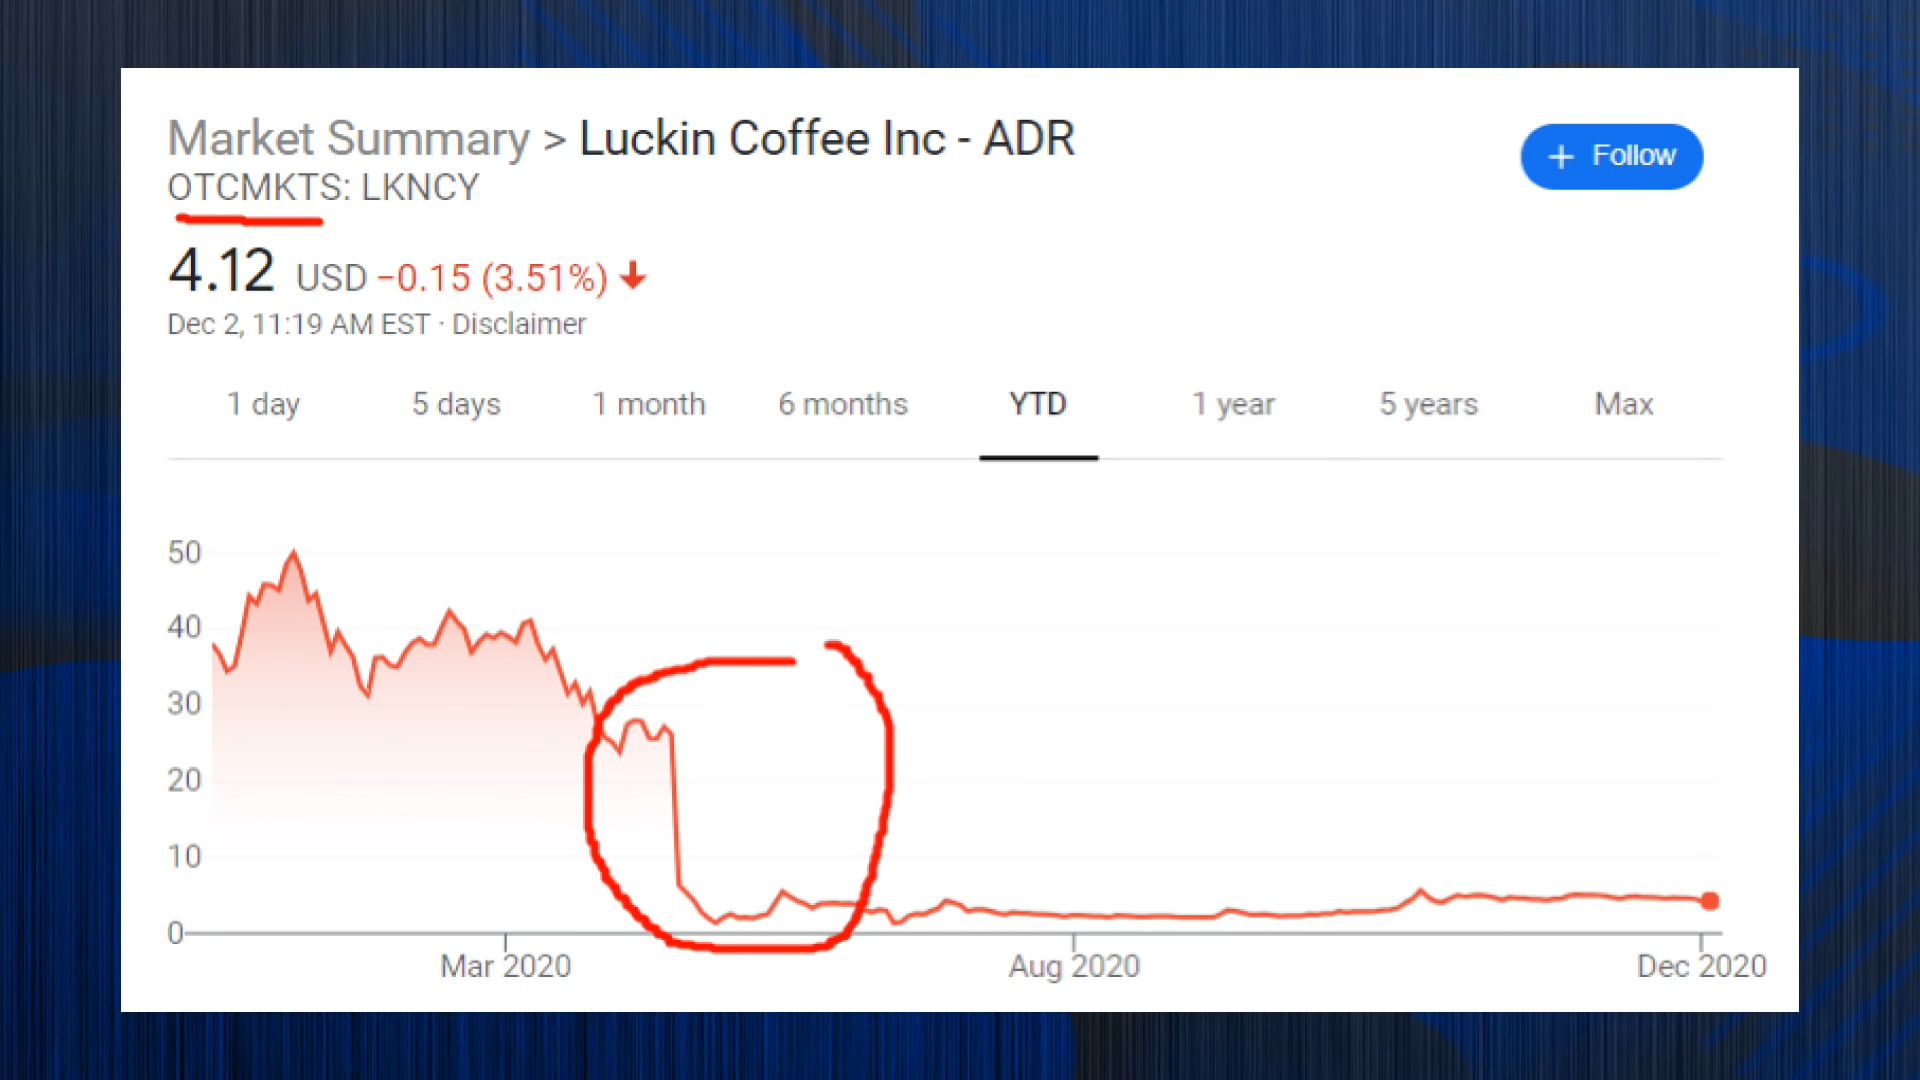 Market Summary > Luckin Coffee Inc - ADR
OTCMKTS: LKNCY
+ Follow
4.12 USD −0.15 (3.51%)
Dec 2, 11:19 AM EST · Disclaimer
1 day 5 days 1 month 6 months YTD 1 year 5 years Max
50
40
30
20
10
0
Mar 2020 Aug 2020 Dec 2020